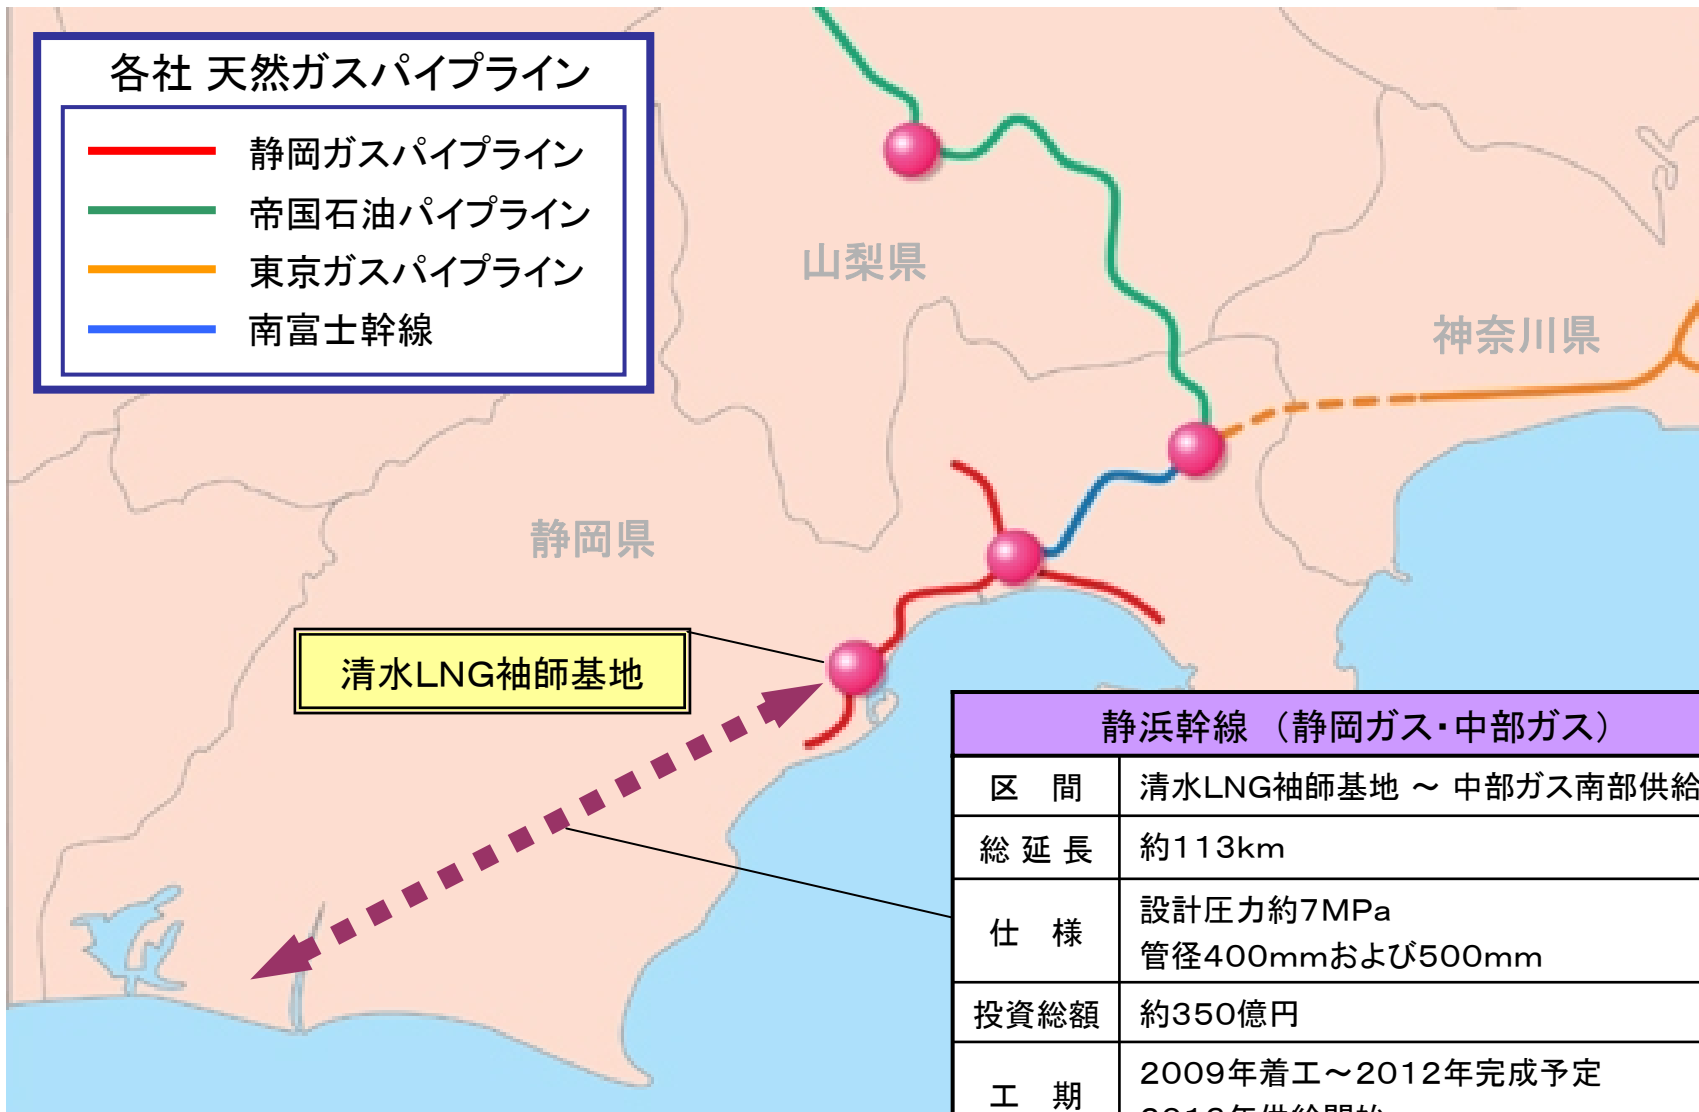 各社 天然ガスパイプライン
静岡ガスパイプライン
帝国石油パイプライン
東京ガスパイプライン
南富士幹線
山梨県
神奈川県
静岡県
清水LNG袖師基地
静浜幹線 (静岡ガス・中部ガス)
区 間 清水LNG袖師基地 ～ 中部ガス南部供給
総延長 約113km
仕 様 設計圧力約7MPa
管径400mmおよび500mm
投資総額 約350億円
工 期 2009年着工～2012年完成予定
年供給開始